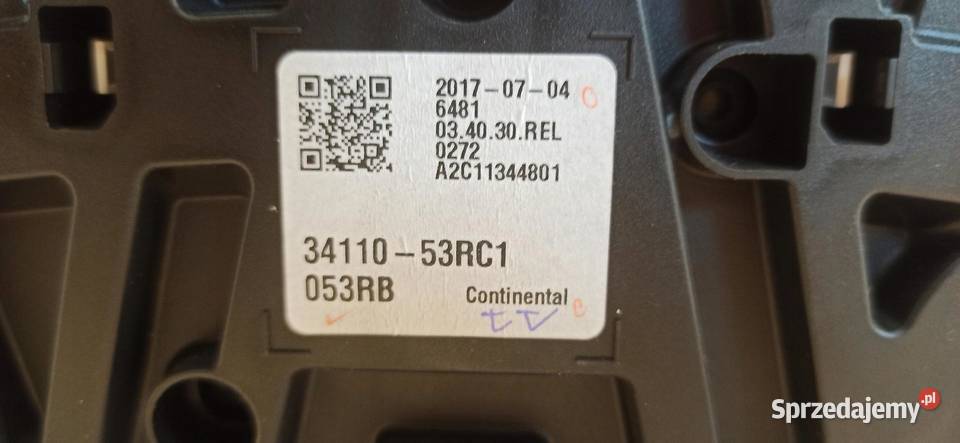 2017-07-04
6481
03.40.30.REL
0272
A2C11344801
34110-53RC1
053RB
Continental
Sprzedajemy.pl